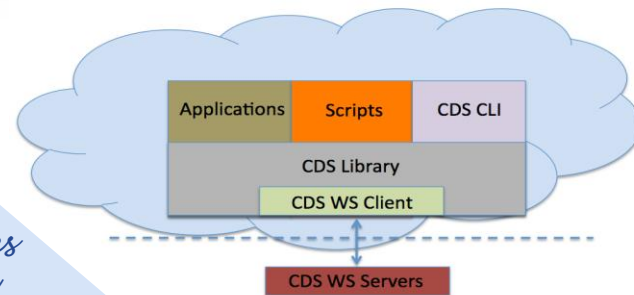 Applications Scripts CDS CLI
CDS Library
CDS WS Client
CDS WS Servers